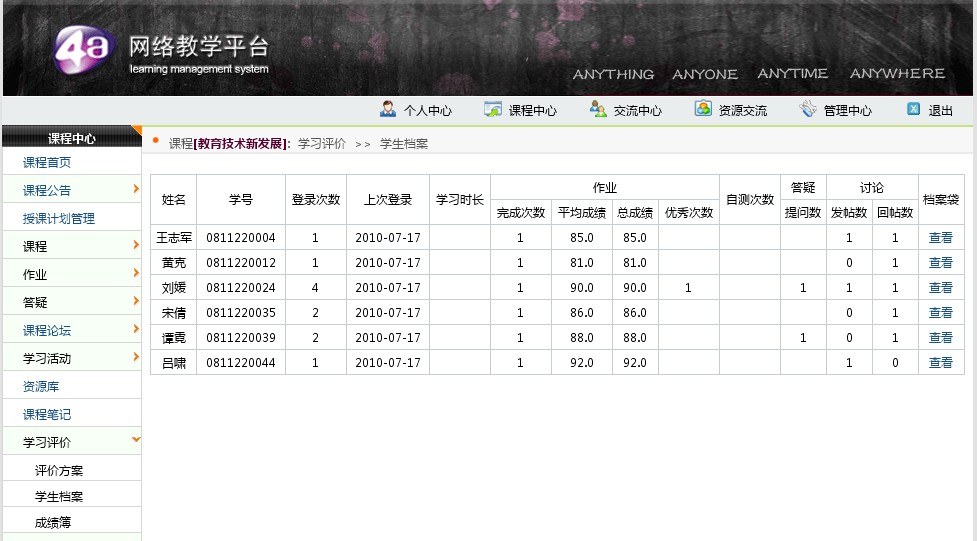 4a 网络教学平台
learning management system
ANYTHING ANYONE ANYTIME ANYWHERE
个人中心 课程中心 交流中心 资源交流 管理中心 退出
课程中心
课程首页
课程公告
授课计划管理
课程
作业
答疑
课程论坛
学习活动
资源库
课程笔记
学习评价
评价方案
学生档案
成绩簿
课程[教育技术新发展]: 学习评价 >> 学生档案
姓名 学号 登录次数 上次登录 学习时长 作业 自测次数 答疑 讨论 档案袋
完成次数 平均成绩 总成绩 优秀次数 提问数 发帖数 回帖数
王志军 0811220004 1 2010-07-17 1 85.0 85.0 1 1 查看
黄克 0811220012 1 2010-07-17 1 81.0 81.0 0 1 查看
刘媛 0811220024 4 2010-07-17 1 90.0 90.0 1 1 1 1 查看
宋倩 0811220035 2 2010-07-17 1 86.0 86.0 0 1 查看
谭霓 0811220039 2 2010-07-17 1 88.0 88.0 1 0 1 查看
吕啸 0811220044 1 2010-07-17 1 92.0 92.0 1 0 查看